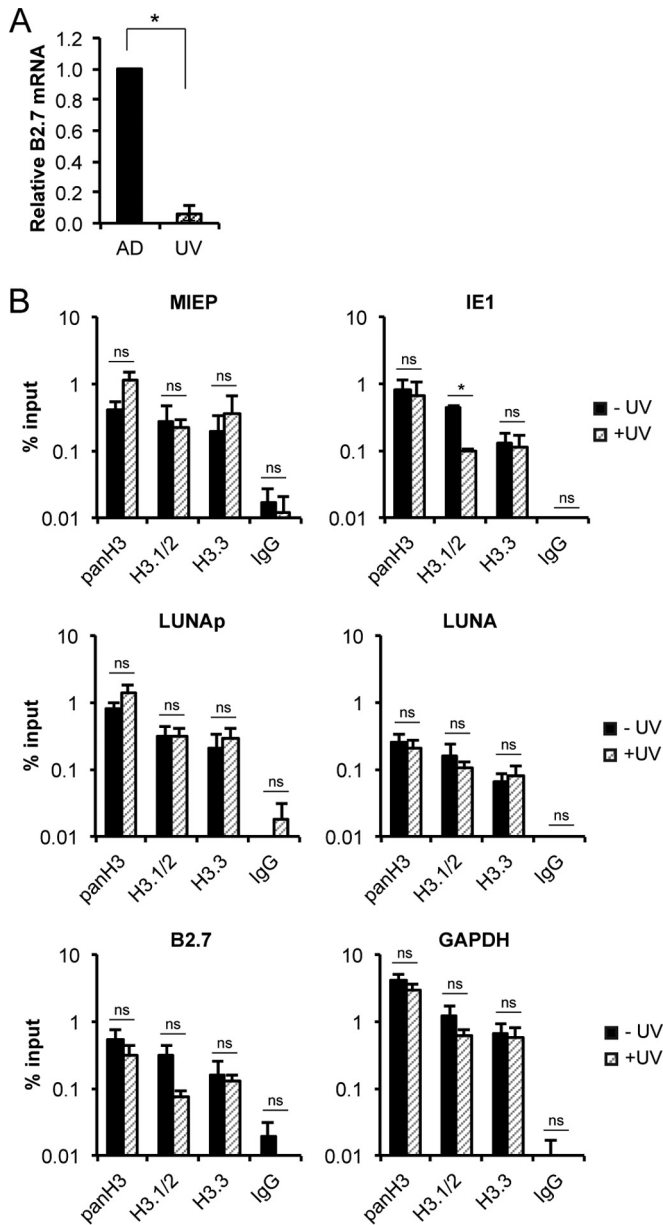 A
*
Relative B2.7 mRNA
1.2
1.0
0.8
0.6
0.4
0.2
0.0
AD UV
B
MIEP
% input
10
1
0.1
0.01
ns ns ns ns
panH3 H3.1/2 H3.3 IgG
IE1
10
1
0.1
0.01
ns * ns ns
panH3 H3.1/2 H3.3 IgG
- UV
+UV
LUNAp
% input
10
1
0.1
0.01
ns ns ns ns
panH3 H3.1/2 H3.3 IgG
LUNA
10
1
0.1
0.01
ns ns ns ns
panH3 H3.1/2 H3.3 IgG
- UV
+UV
B2.7
% input
10
1
0.1
0.01
ns ns ns ns
panH3 H3.1/2 H3.3 IgG
GAPDH
10
1
0.1
0.01
ns ns ns ns
panH3 H3.1/2 H3.3 IgG
- UV
+UV